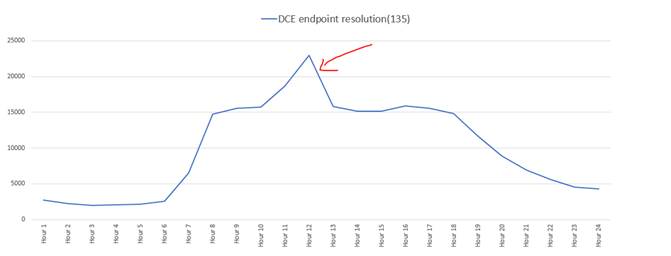 DCE endpoint resolution(135)
25000
20000
15000
10000
5000
0
Hour 1
Hour 2
Hour 3
Hour 4
Hour 5
Hour 6
Hour 7
Hour 8
Hour 9
Hour 10
Hour 11
Hour 12
Hour 13
Hour 14
Hour 15
Hour 16
Hour 17
Hour 18
Hour 19
Hour 20
Hour 21
Hour 22
Hour 23
Hour 24